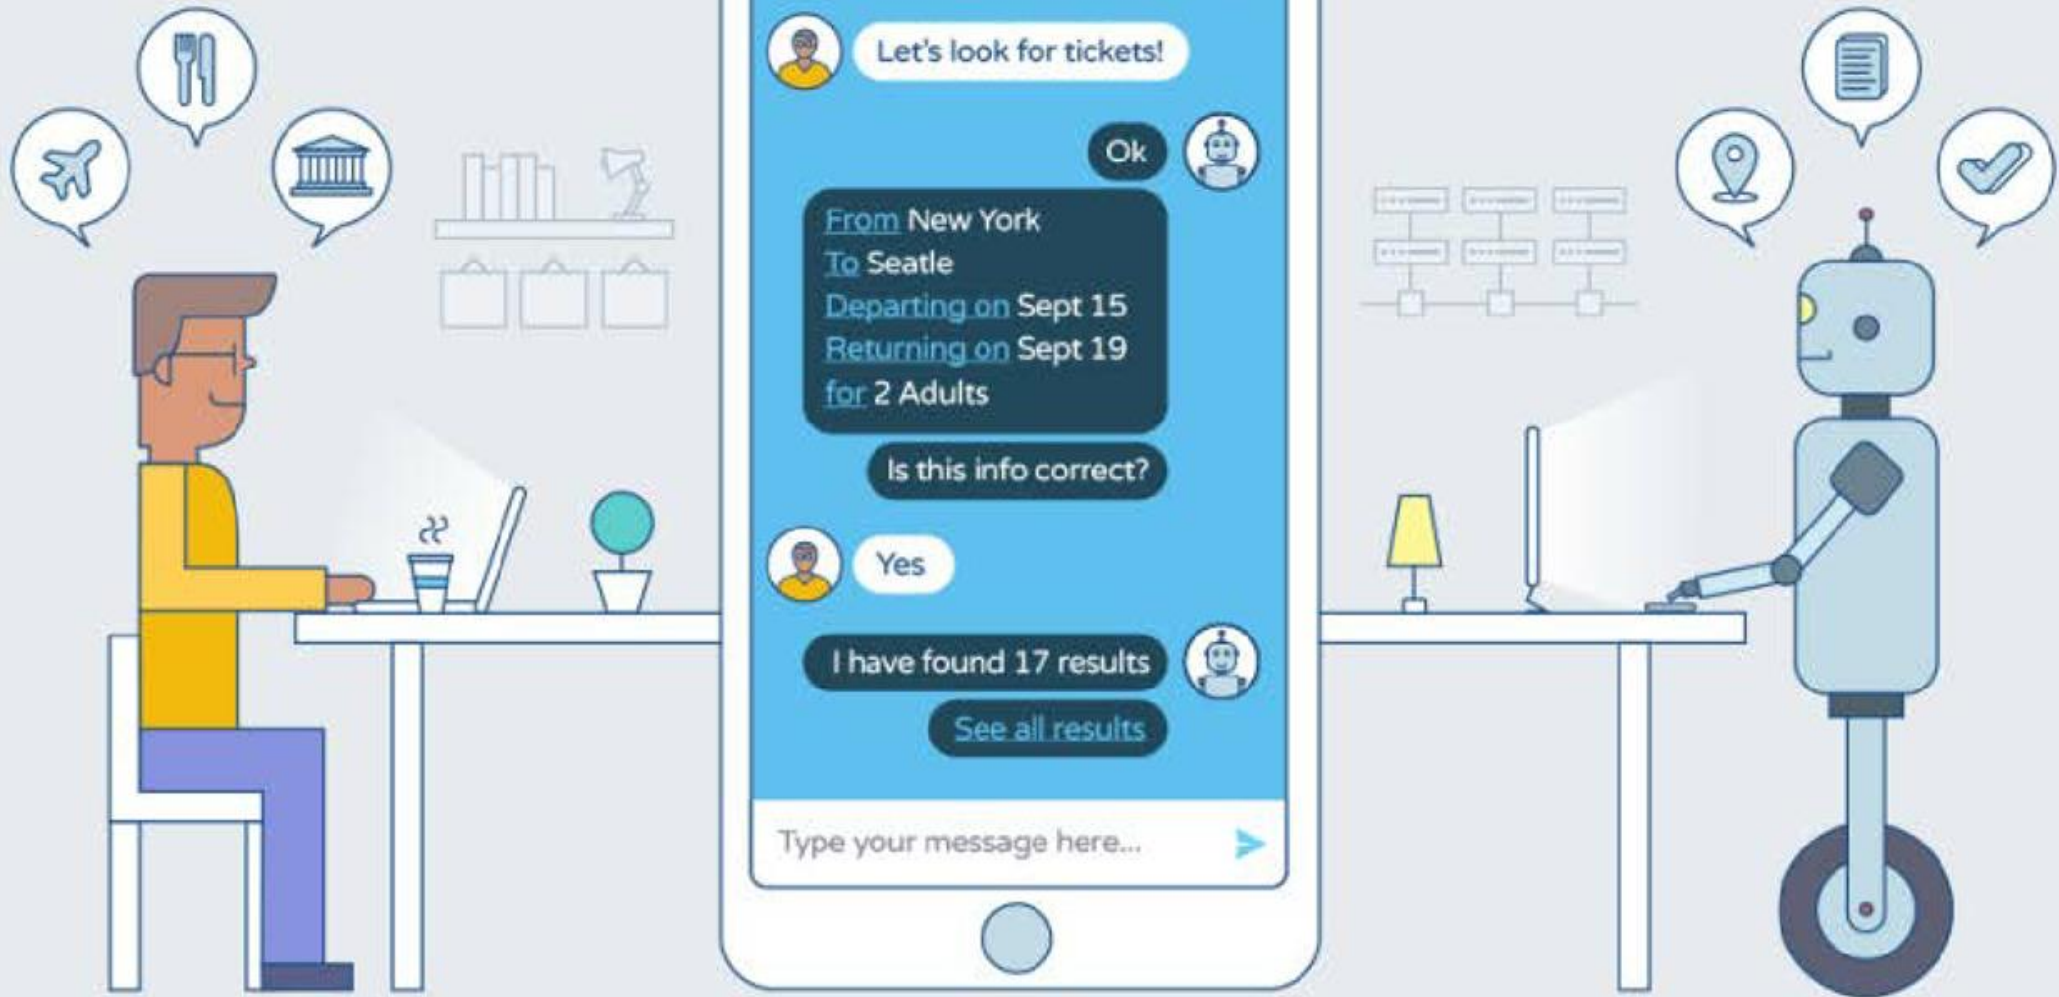 Let's look for tickets!
Ok
From New York
To Seatle
Departing on Sept 15
Returning on Sept 19
for 2 Adults
Is this info correct?
Yes
I have found 17 results
See all results
Type your message here...